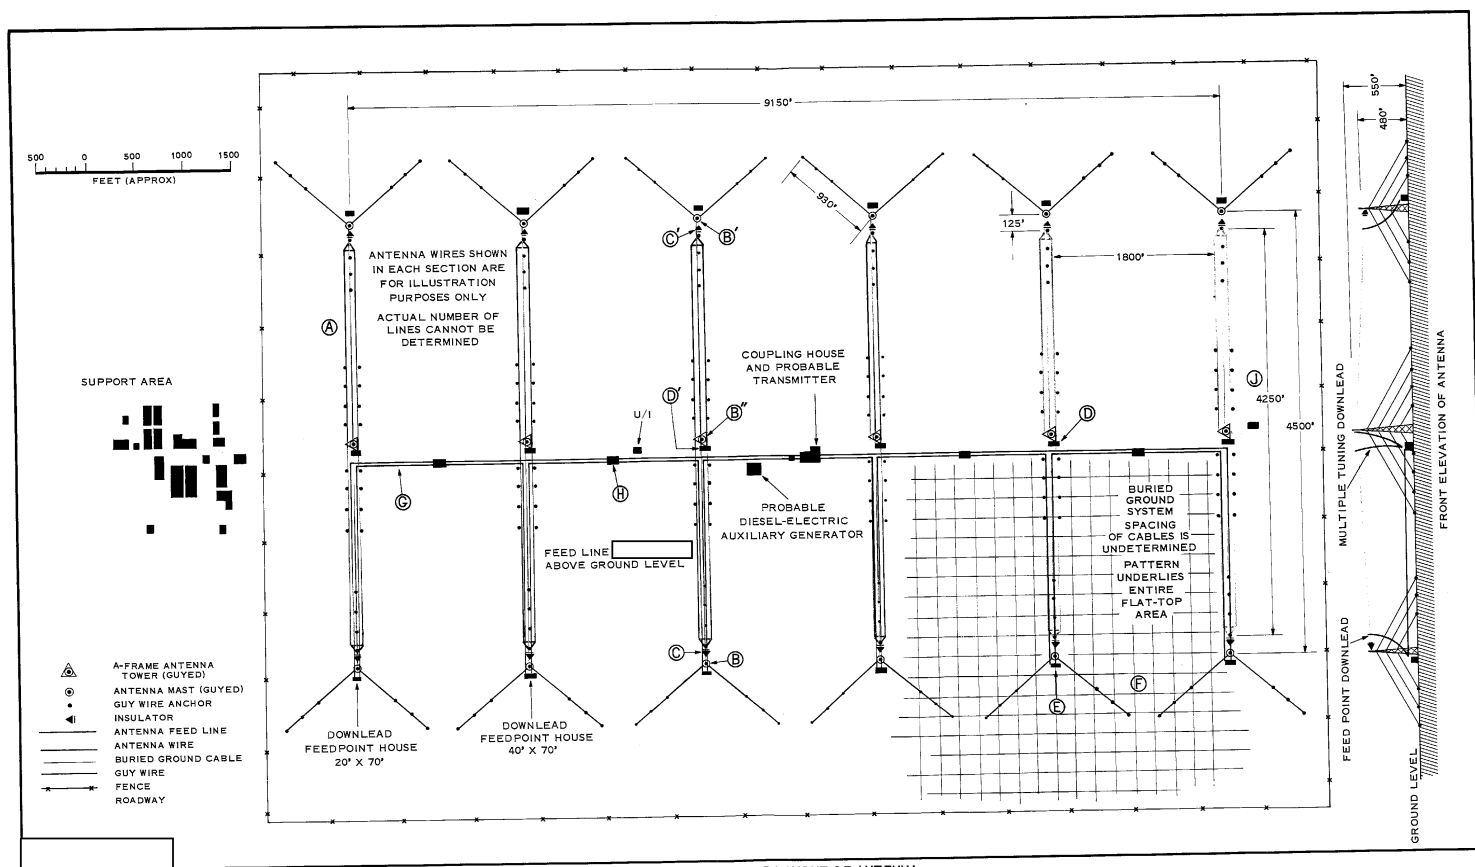 9150'
550'
480'
500 0 500 1000 1500
FEET (APPROX)
930'
125'
C'
B'
1800'
ANTENNA WIRES SHOWN
IN EACH SECTION ARE
FOR ILLUSTRATION
PURPOSES ONLY
ACTUAL NUMBER OF
LINES CANNOT BE
DETERMINED
A
COUPLING HOUSE
AND PROBABLE
TRANSMITTER
SUPPORT AREA
D'
B"
U/I
D
J
4250'
4500'
G
H
PROBABLE
DIESEL-ELECTRIC
AUXILIARY GENERATOR
FEED LINE
ABOVE GROUND LEVEL
BURIED
GROUND
SYSTEM
SPACING
OF CABLES IS
UNDETERMINED
PATTERN
UNDERLIES
ENTIRE
FLAT-TOP
AREA
C
B
F
E
DOWNLEAD
FEEDPOINT HOUSE
20' X 70'
DOWNLEAD
FEEDPOINT HOUSE
40' X 70'
A-FRAME ANTENNA
TOWER (GUYED)
ANTENNA MAST (GUYED)
GUY WIRE ANCHOR
INSULATOR
ANTENNA FEED LINE
ANTENNA WIRE
BURIED GROUND CABLE
GUY WIRE
FENCE
ROADWAY
MULTIPLE TUNING DOWNLEAD
FEED POINT DOWNLEAD
FRONT ELEVATION OF ANTENNA
GROUND LEVEL